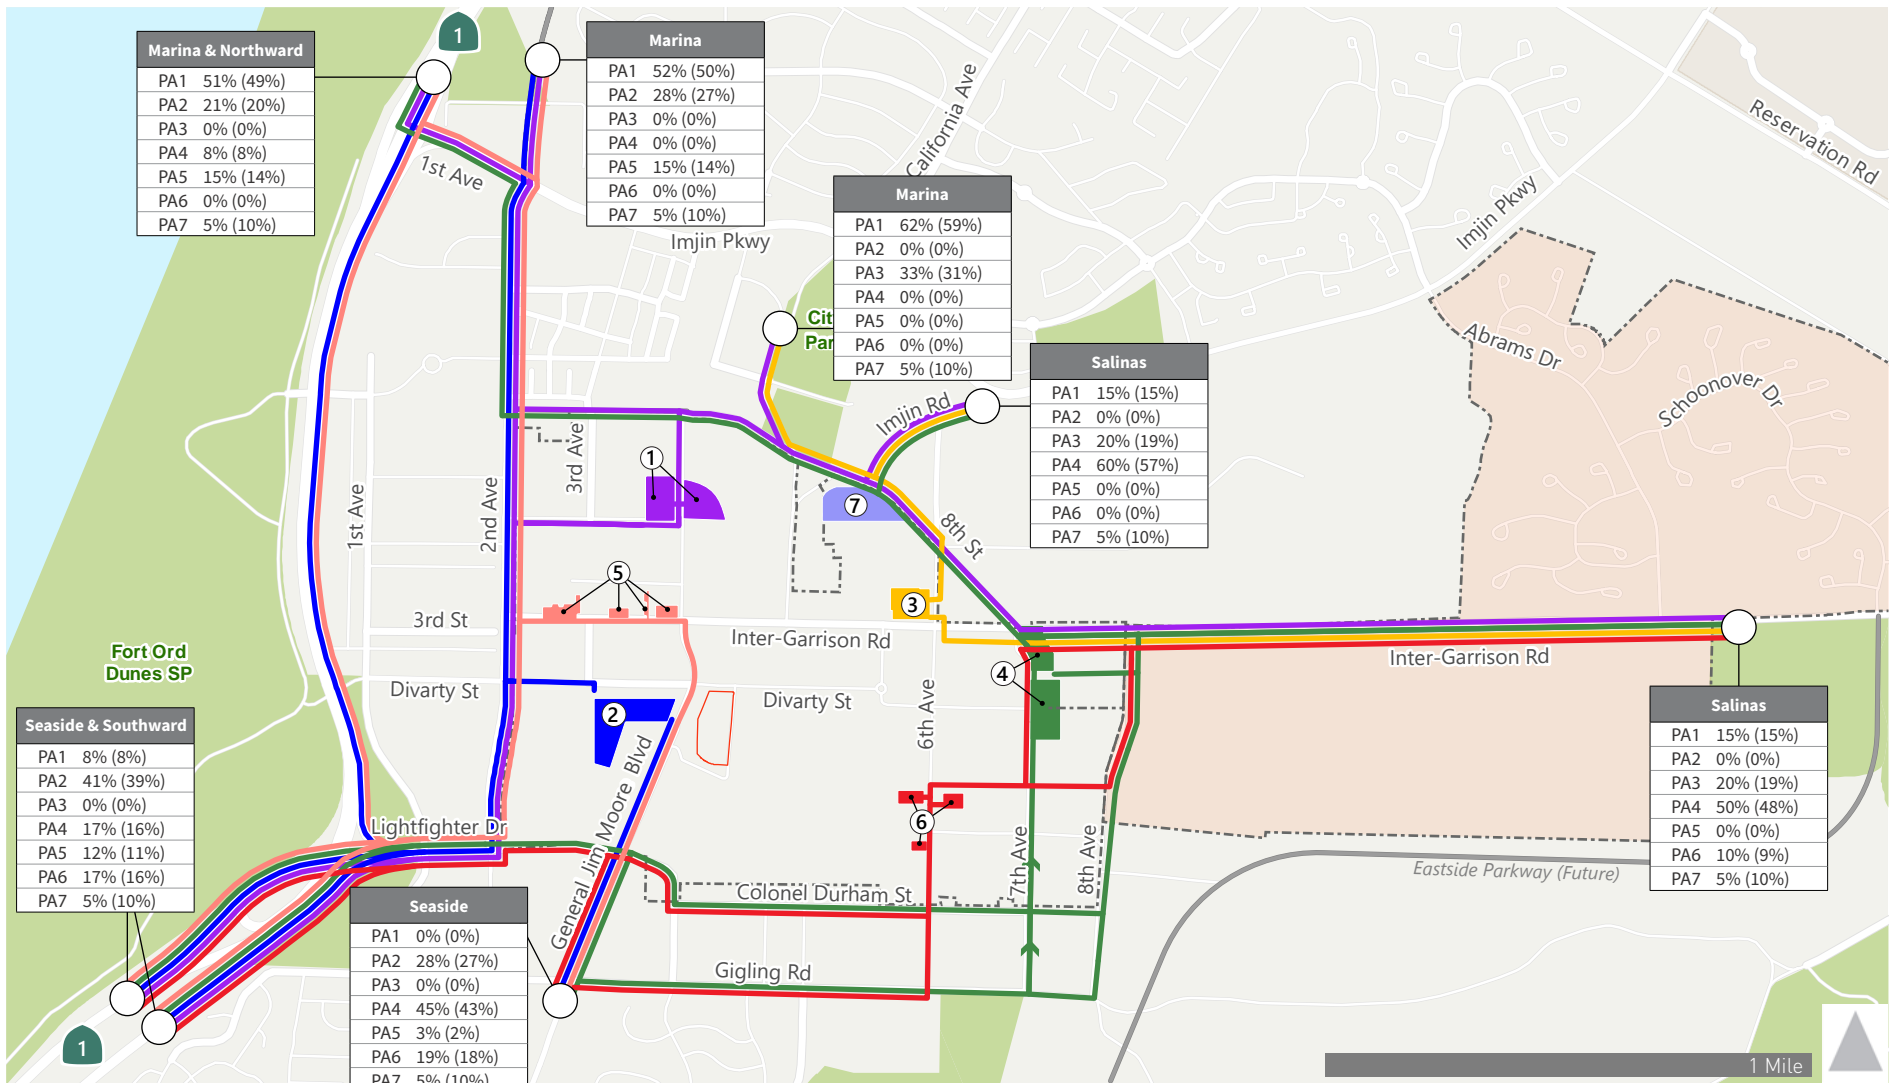 1
Marina & Northward
PA1 51% (49%)
PA2 21% (20%)
PA3 0% (0%)
PA4 8% (8%)
PA5 15% (14%)
PA6 0% (0%)
PA7 5% (10%)
Marina
PA1 52% (50%)
PA2 28% (27%)
PA3 0% (0%)
PA4 0% (0%)
PA5 15% (14%)
PA6 0% (0%)
PA7 5% (10%)
Marina
PA1 62% (59%)
PA2 0% (0%)
PA3 33% (31%)
PA4 0% (0%)
PA5 0% (0%)
PA6 0% (0%)
PA7 5% (10%)
Salinas
PA1 15% (15%)
PA2 0% (0%)
PA3 20% (19%)
PA4 60% (57%)
PA5 0% (0%)
PA6 0% (0%)
PA7 5% (10%)
California Ave
Reservation Rd
Imjin Pkwy
1st Ave
Imjin Pkwy
Cit
Par
Abrams Dr
Schoonover Dr
Imjin Rd
3rd Ave
1
2nd Ave
1st Ave
7
8th St
5
3
3rd St
Inter-Garrison Rd
Inter-Garrison Rd
Fort Ord
Dunes SP
4
Divarty St
Divarty St
2
6th Ave
General Jim Moore Blvd
Seaside & Southward
PA1 8% (8%)
PA2 41% (39%)
PA3 0% (0%)
PA4 17% (16%)
PA5 12% (11%)
PA6 17% (16%)
PA7 5% (10%)
Salinas
PA1 15% (15%)
PA2 0% (0%)
PA3 20% (19%)
PA4 50% (48%)
PA5 0% (0%)
PA6 10% (9%)
PA7 5% (10%)
Lightfighter Dr
6
7th Ave
8th Ave
Eastside Parkway (Future)
Colonel Durham St
Gigling Rd
Seaside
PA1 0% (0%)
PA2 28% (27%)
PA3 0% (0%)
PA4 45% (43%)
PA5 3% (2%)
PA6 19% (18%)
PA7 5% (10%)
1
1 Mile